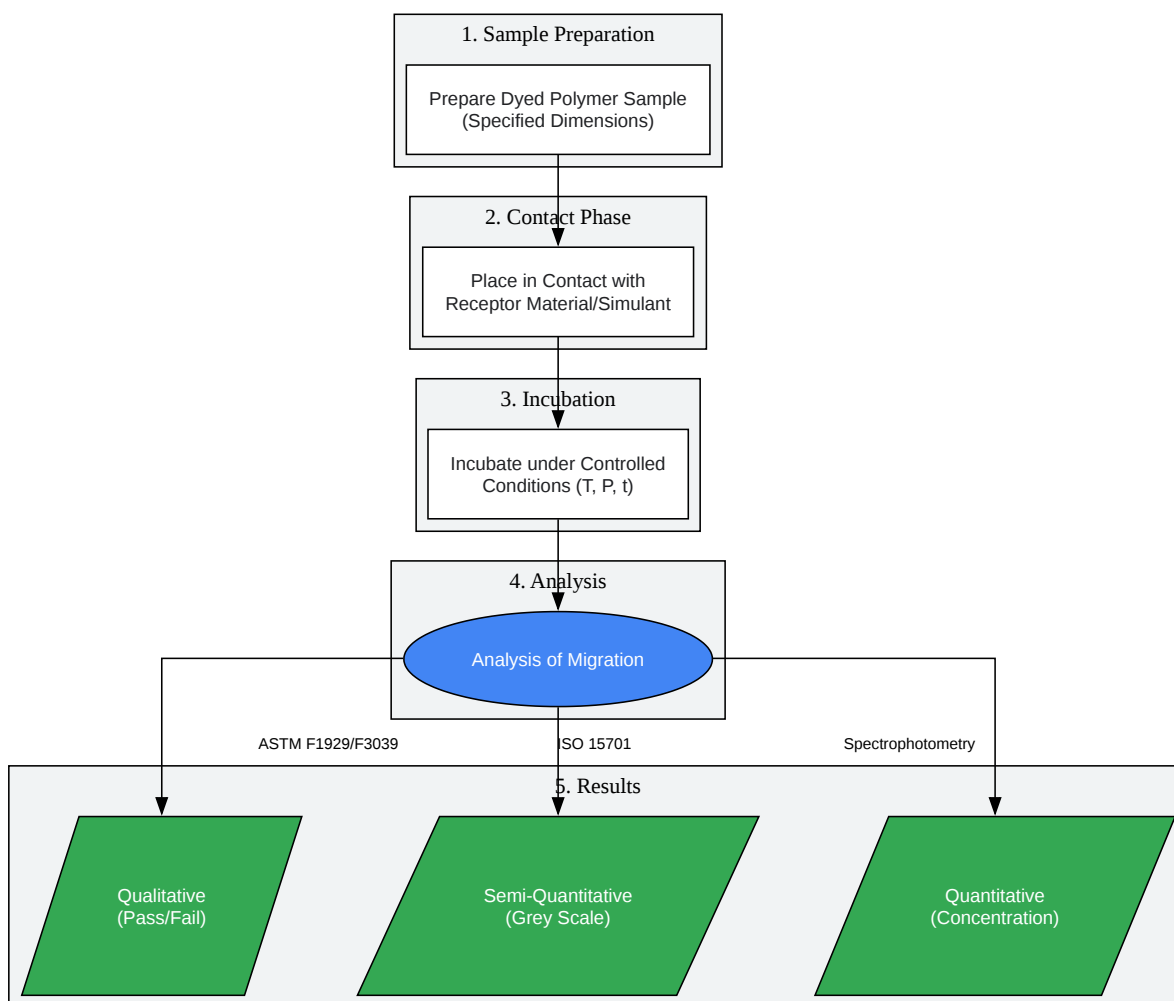 1. Sample Preparation
Prepare Dyed Polymer Sample
(Specified Dimensions)
2. Contact Phase
Place in Contact with
Receptor Material/Simulant
3. Incubation
Incubate under Controlled
Conditions (T, P, t)
4. Analysis
Analysis of Migration
ASTM F1929/F3039
ISO 15701
Spectrophotometry
5. Results
Qualitative
(Pass/Fail)
Semi-Quantitative
(Grey Scale)
Quantitative
(Concentration)